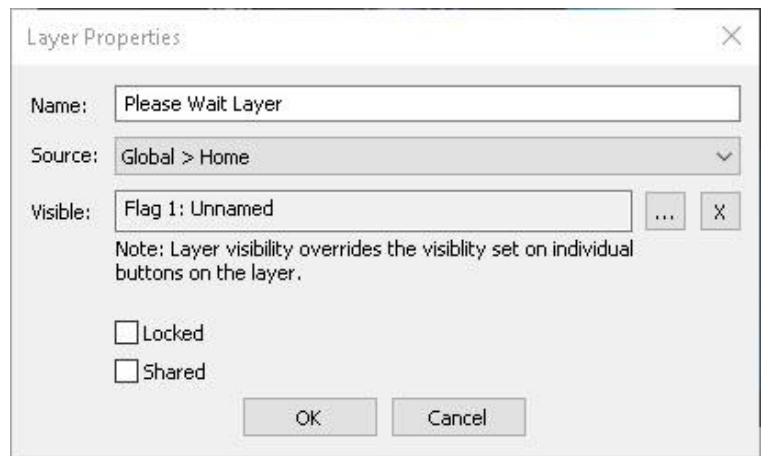 Layer Properties
Name: Please Wait Layer
Source: Global > Home
Visible: Flag 1: Unnamed ... X
Note: Layer visibility overrides the visiblity set on individual
buttons on the layer.
Locked
Shared
OK Cancel